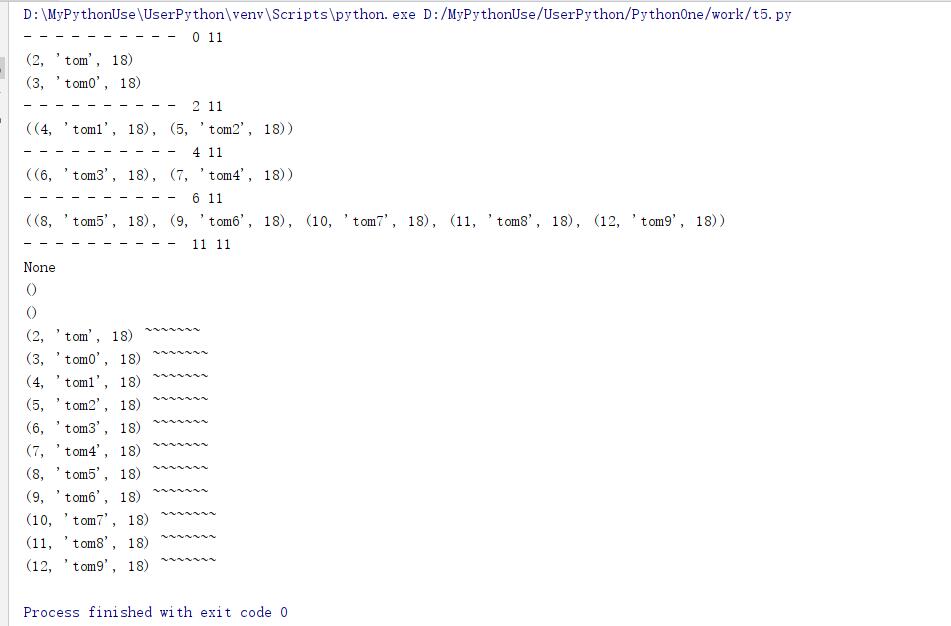 D:\MyPythonUse\UserPython\venv\Scripts\python.exe D:/MyPythonUse/UserPython/PythonOne/work/t5.py
- - - - - - - - - - 0 11
(2, 'tom', 18)
(3, 'tom0', 18)
- - - - - - - - - - 2 11
((4, 'tom1', 18), (5, 'tom2', 18))
- - - - - - - - - - 4 11
((6, 'tom3', 18), (7, 'tom4', 18))
- - - - - - - - - - 6 11
((8, 'tom5', 18), (9, 'tom6', 18), (10, 'tom7', 18), (11, 'tom8', 18), (12, 'tom9', 18))
- - - - - - - - - - 11 11
None
()
()
(2, 'tom', 18) ~~~~~~~
(3, 'tom0', 18) ~~~~~~~
(4, 'tom1', 18) ~~~~~~~
(5, 'tom2', 18) ~~~~~~~
(6, 'tom3', 18) ~~~~~~~
(7, 'tom4', 18) ~~~~~~~
(8, 'tom5', 18) ~~~~~~~
(9, 'tom6', 18) ~~~~~~~
(10, 'tom7', 18) ~~~~~~~
(11, 'tom8', 18) ~~~~~~~
(12, 'tom9', 18) ~~~~~~~
Process finished with exit code 0